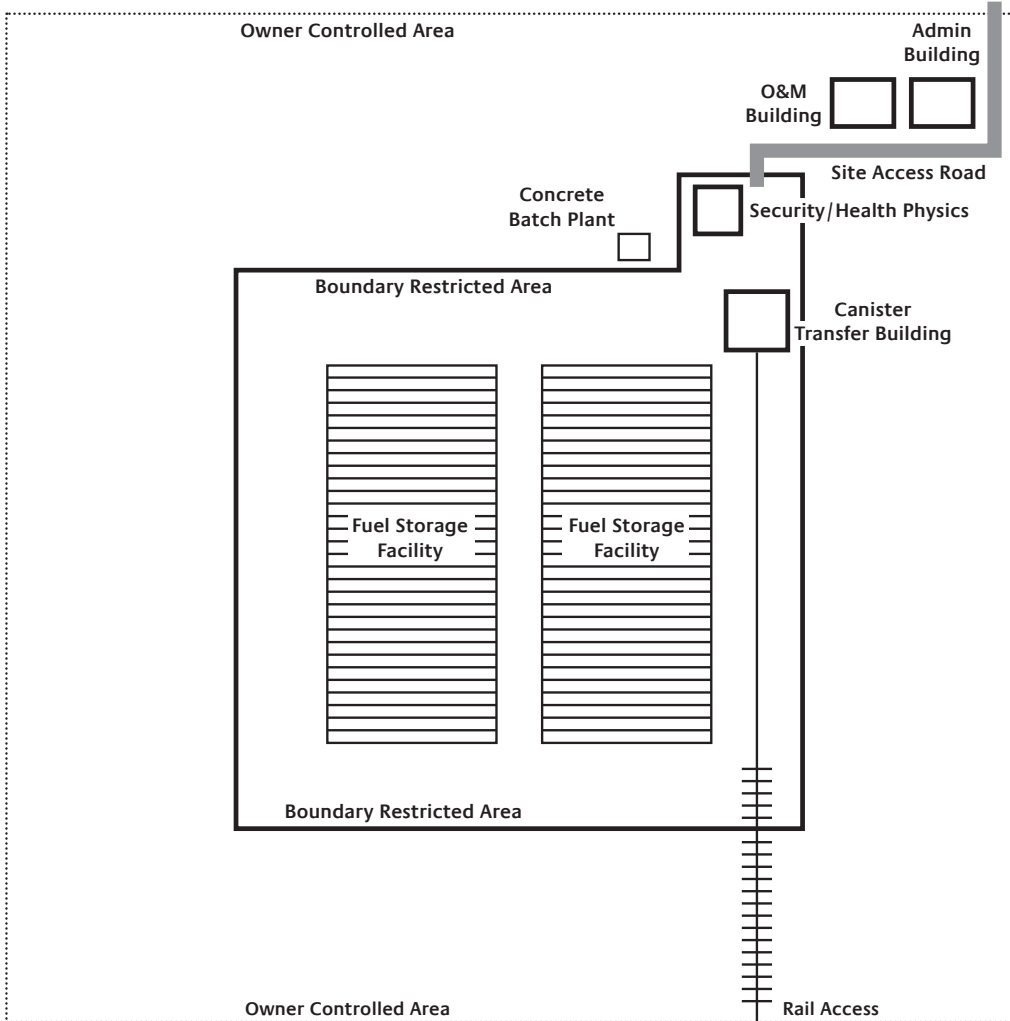 Owner Controlled Area
Admin
Building
O&M
Building
Site Access Road
Concrete
Batch Plant
Security/Health Physics
Boundary Restricted Area
Canister
Transfer Building
Fuel Storage
Facility
Fuel Storage
Facility
Boundary Restricted Area
Owner Controlled Area
Rail Access